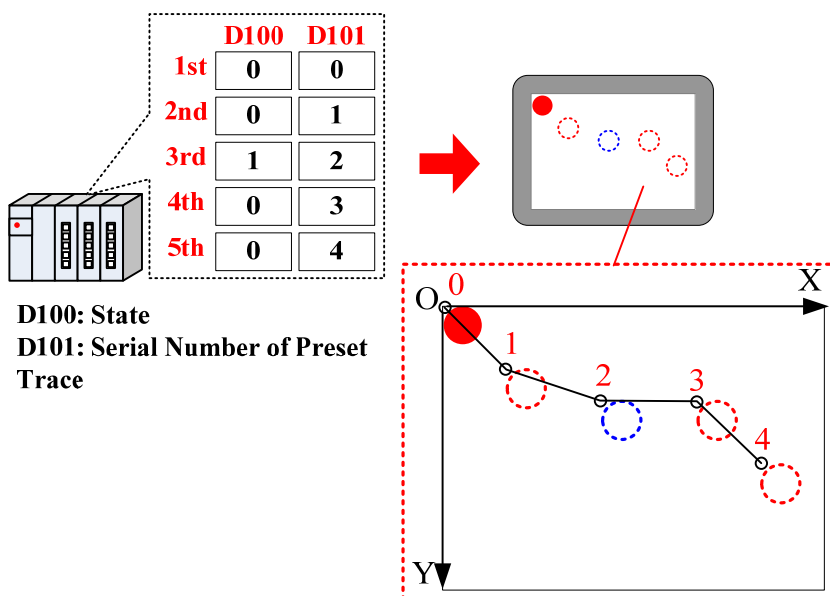 D100 D101
1st 0 0
2nd 0 1
3rd 1 2
4th 0 3
5th 0 4
D100: State
D101: Serial Number of Preset
Trace
0
O X
1
2 3
4
Y